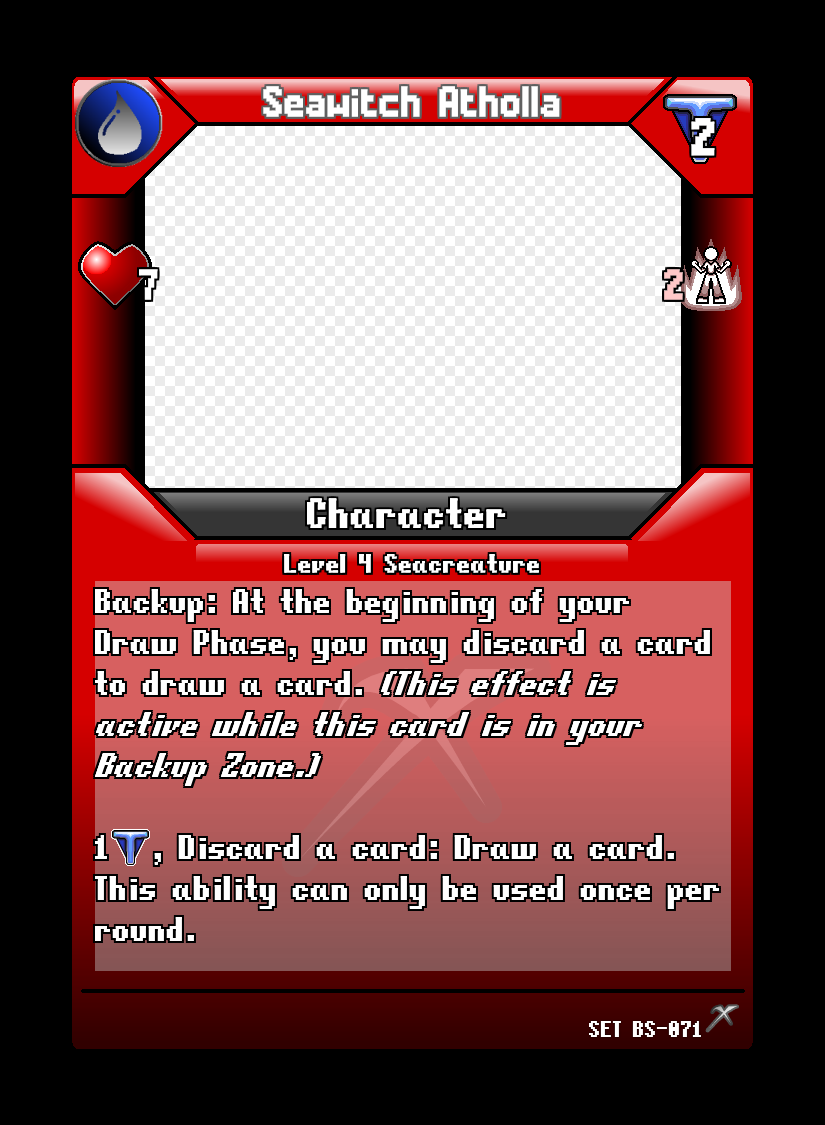 Seawitch Atholla
2
7
2
Character
Level 4 Seacreature
Backup: At the beginning of your
Draw Phase, you may discard a card
to draw a card. (This effect is
active while this card is in your
Backup Zone.)
1T, Discard a card: Draw a card.
This ability can only be used once per
round.
SET BS-071